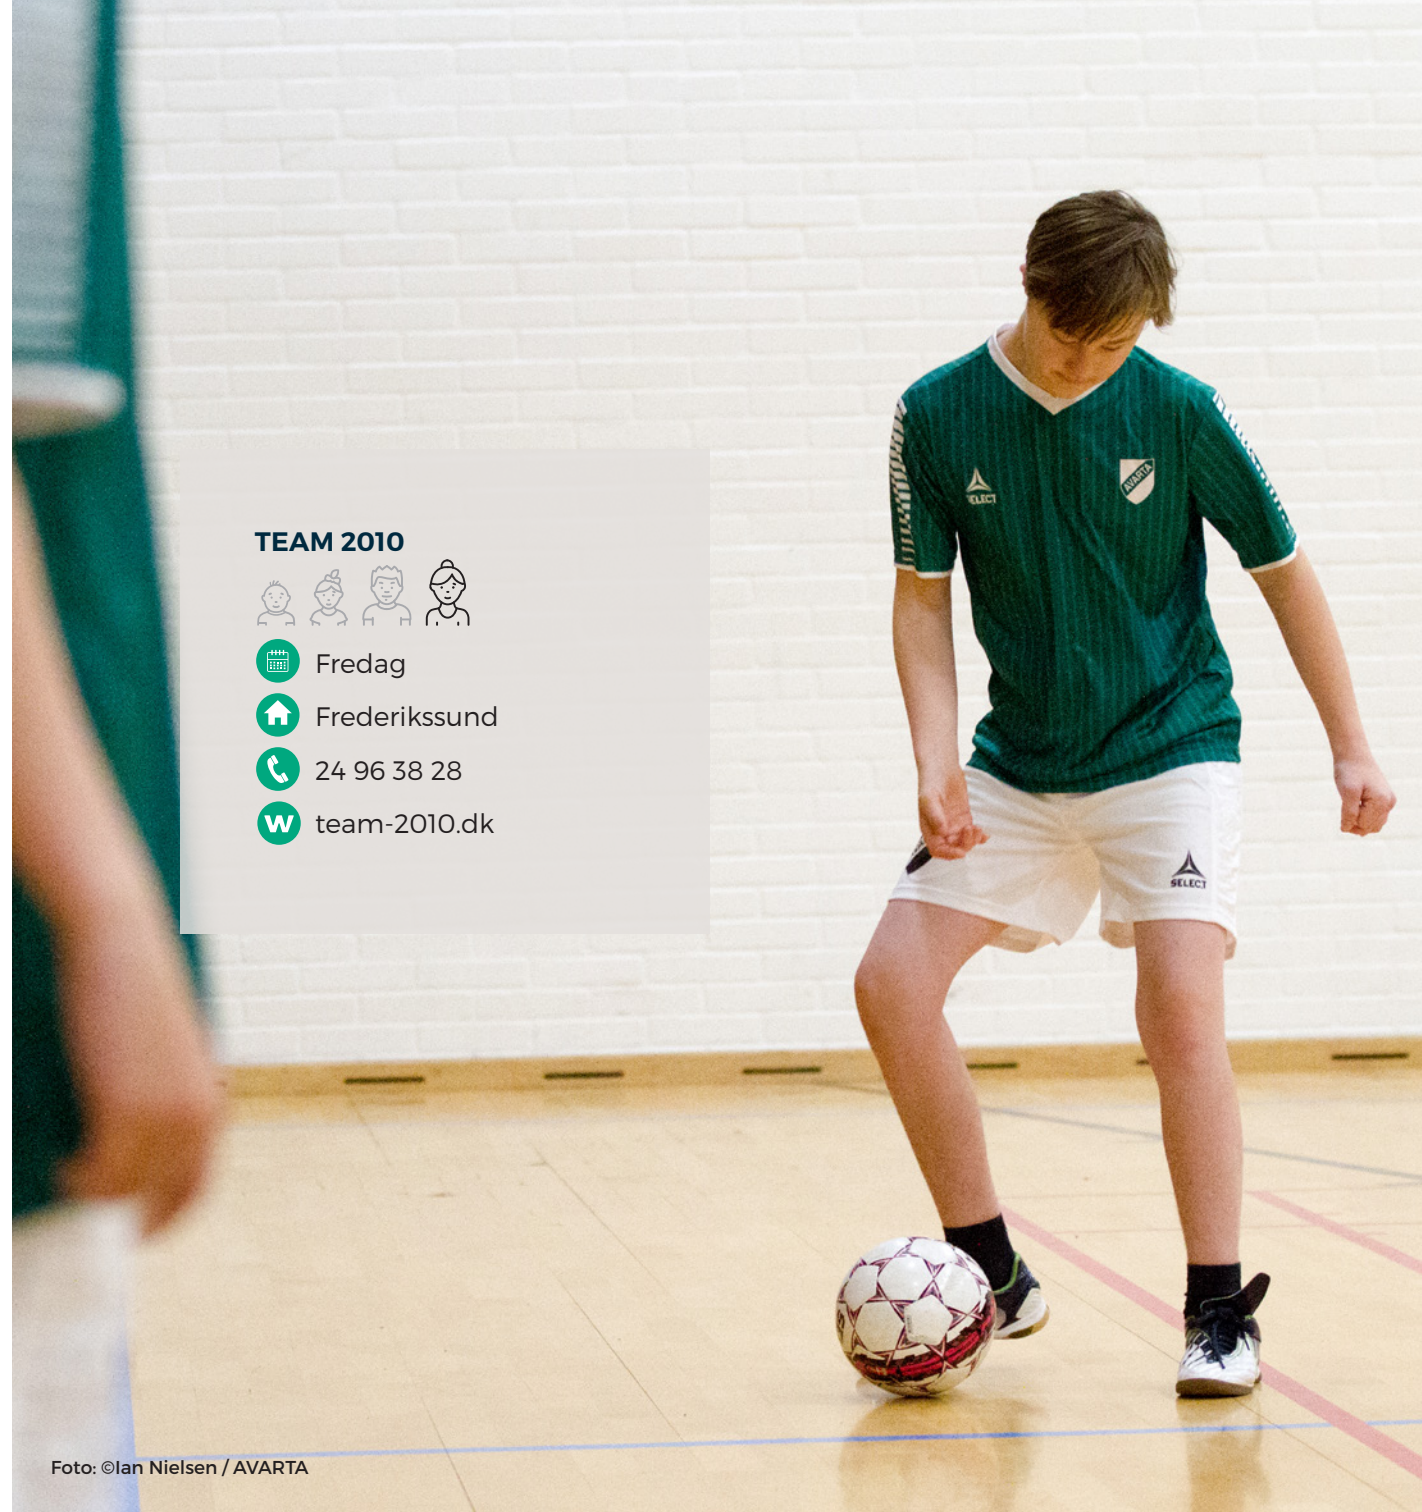 TEAM 2010
Fredag
Frederikssund
24 96 38 28
W team-2010.dk
AVARTA
SELECT
SELECT
Foto: ©Ian Nielsen / AVARTA